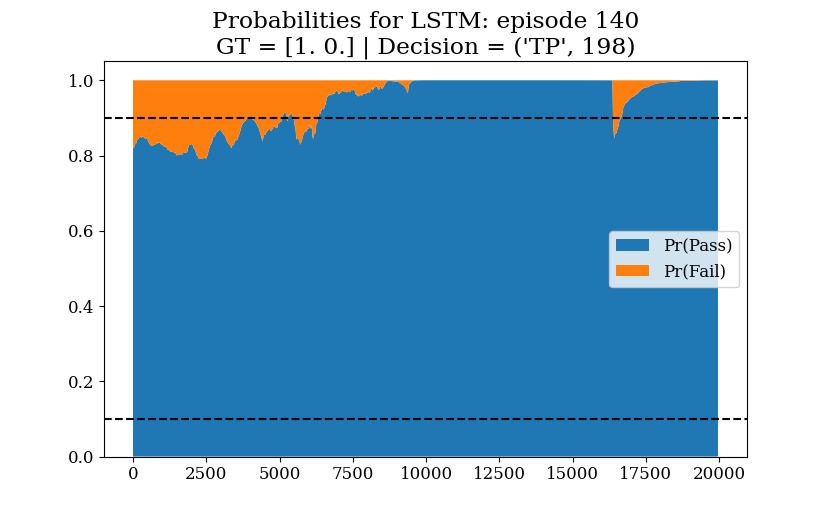 Probabilities for LSTM: episode 140
GT = [1. 0.] | Decision = ('TP', 198)
1.0
0.8
0.6
0.4
0.2
0.0
Pr(Pass)
Pr(Fail)
0 2500 5000 7500 10000 12500 15000 17500 20000